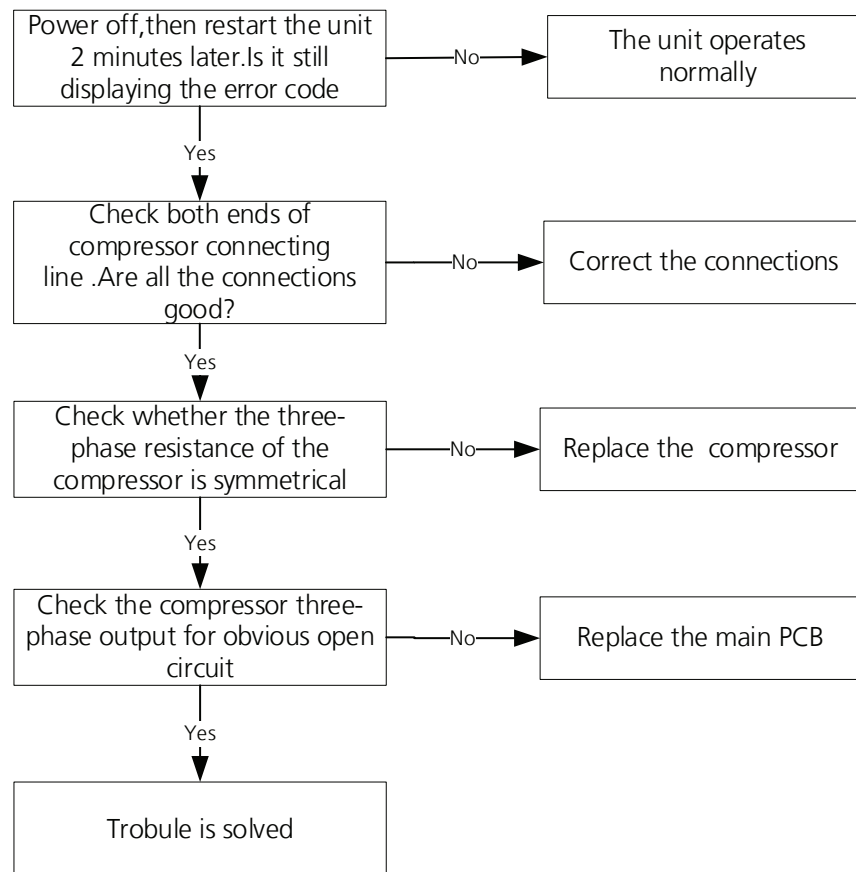 Power off,then restart the unit
2 minutes later.Is it still
displaying the error code
No
The unit operates
normally
Yes
Check both ends of
compressor connecting
line .Are all the connections
good?
No
Correct the connections
Yes
Check whether the three-
phase resistance of the
compressor is symmetrical
No
Replace the compressor
Yes
Check the compressor three-
phase output for obvious open
circuit
No
Replace the main PCB
Yes
Trobule is solved